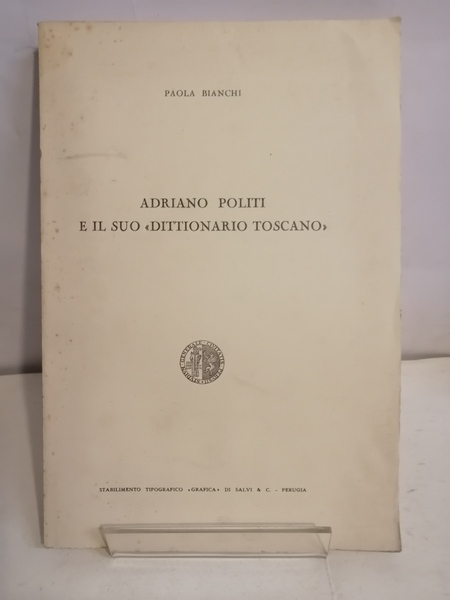 PAOLA BIANCHI
ADRIANO POLITI
E IL SUO «DITTIONARIO TOSCANO»
STABILIMENTO TIPOGRAFICO «GRAFICA» DI SALVI & C. - PERUGIA